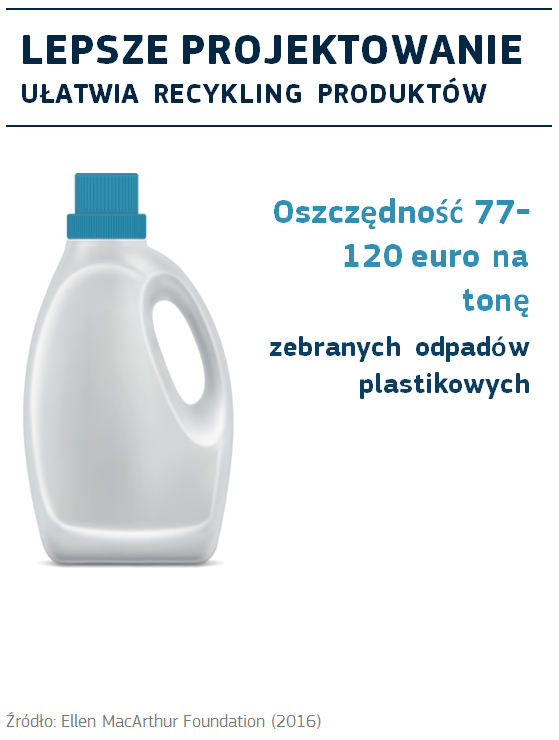 LEPSZE PROJEKTOWANIE
UŁATWIA RECYKLING PRODUKTÓW
Oszczędność 77-
120 euro na
tonę
zebranych odpadów
plastikowych
Źródło: Ellen MacArthur Foundation (2016)